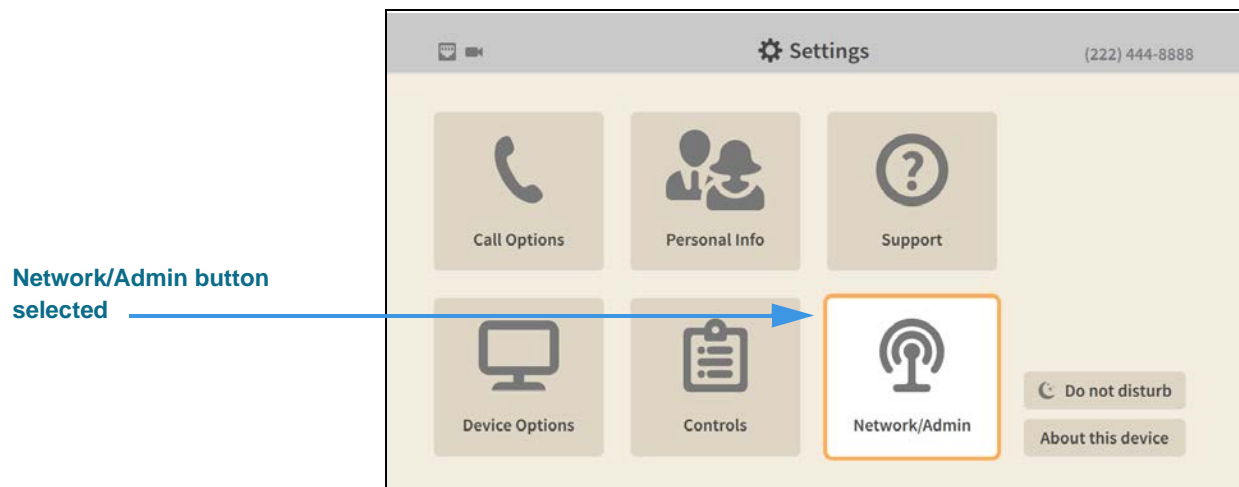 Settings
(222) 444-8888
Call Options
Personal Info
Support
Network/Admin button
selected
Device Options
Controls
Network/Admin
Do not disturb
About this device